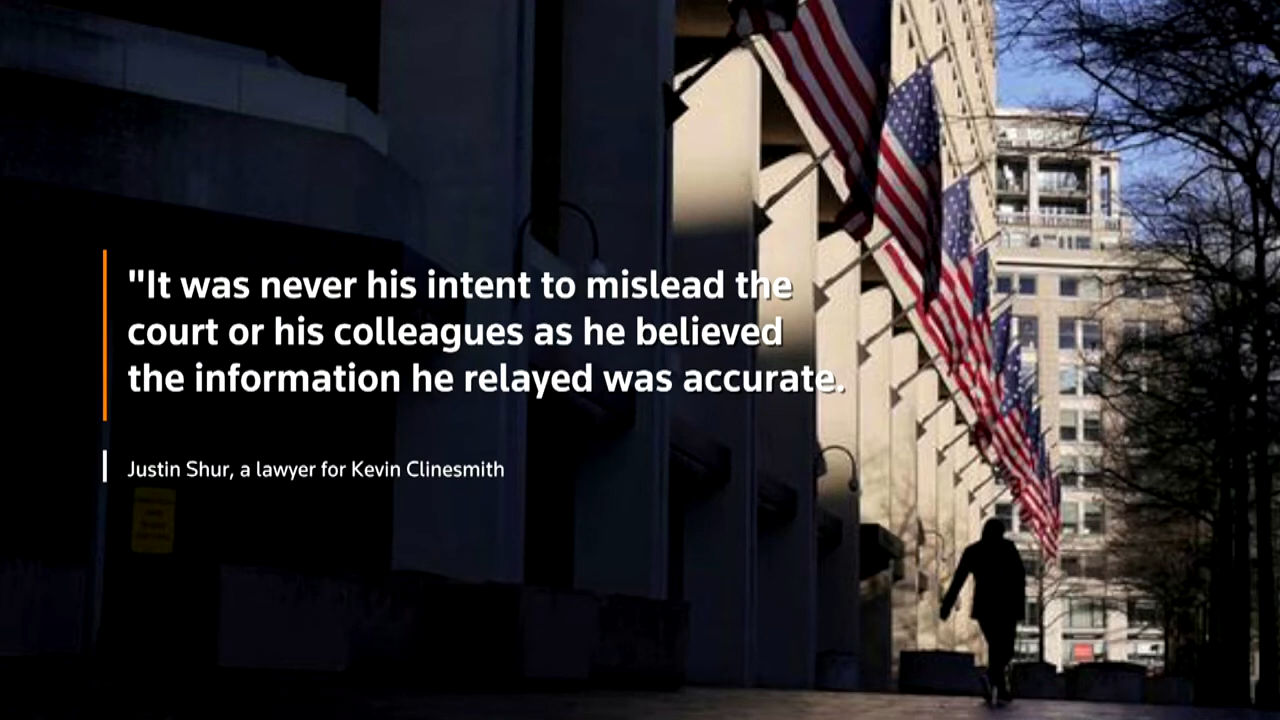 "It was never his intent to mislead the
court or his colleagues as he believed
the information he relayed was accurate.
Justin Shur, a lawyer for Kevin Clinesmith